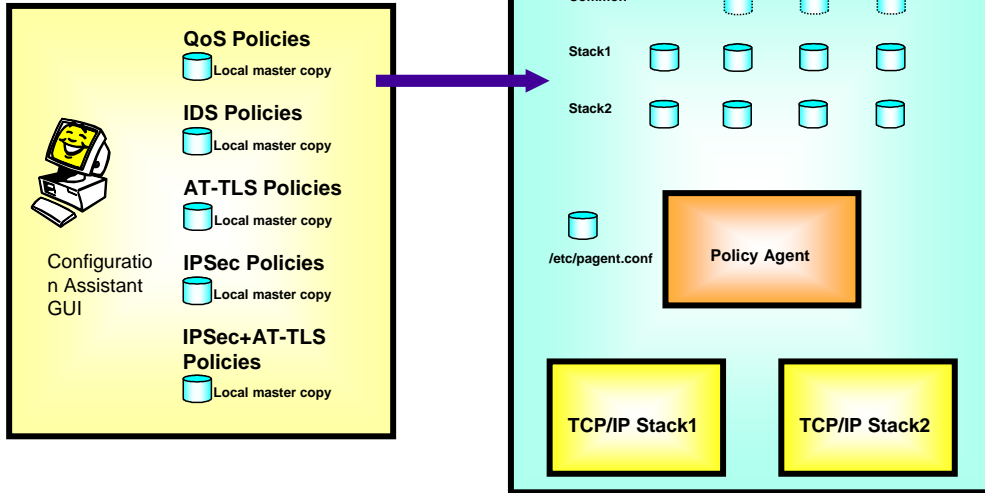 QoS Policies
Local master copy
IDS Policies
Local master copy
AT-TLS Policies
Local master copy
IPSec Policies
Local master copy
IPSec+AT-TLS
Policies
Local master copy
Configuratio
n Assistant
GUI
Common
Stack1
Stack2
/etc/pagent.conf
Policy Agent
TCP/IP Stack1
TCP/IP Stack2